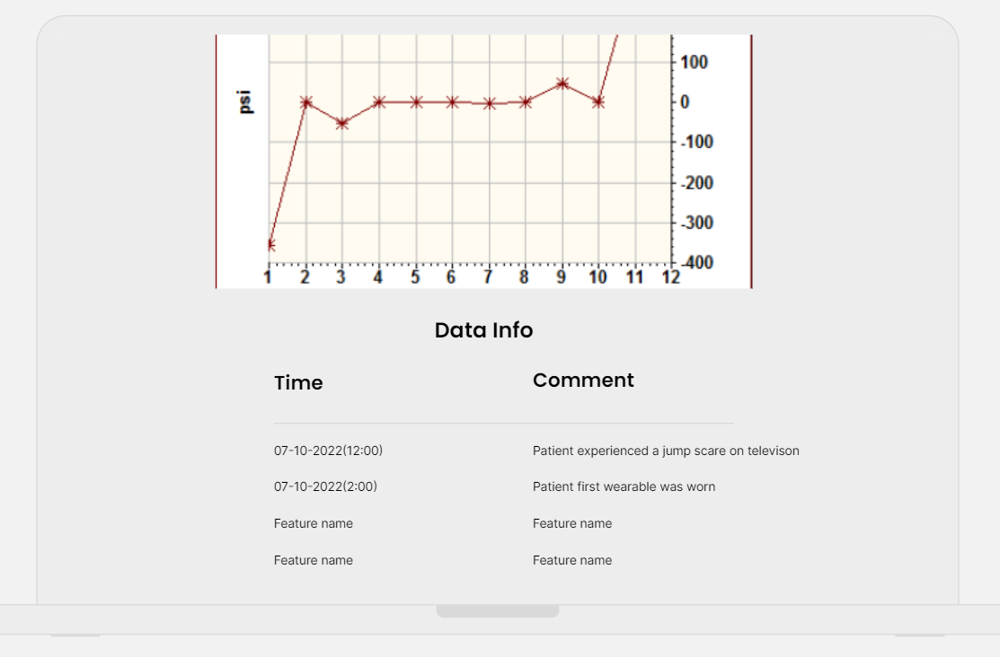 100
psi
0
-100
-200
-300
-400
1 2 3 4 5 6 7 8 9 10 11 12
Data Info
Time Comment
07-10-2022(12:00) Patient experienced a jump scare on televison
07-10-2022(2:00) Patient first wearable was worn
Feature name Feature name
Feature name Feature name